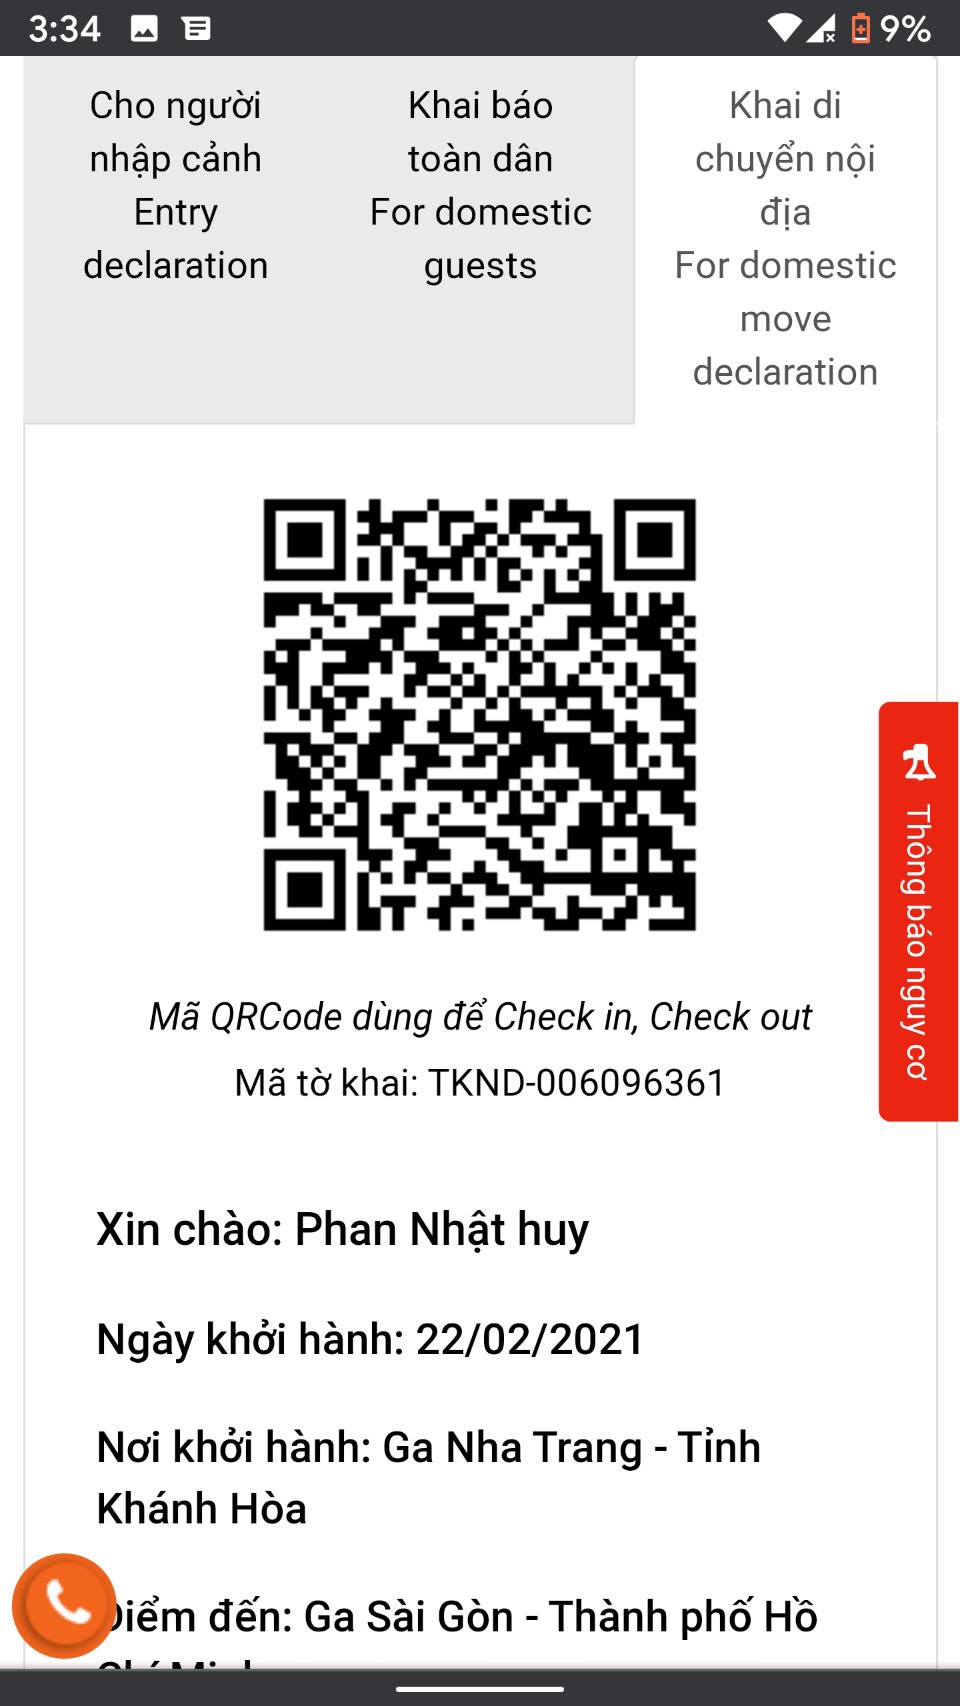 3:34
9%
Cho người
nhập cảnh
Entry
declaration
Khai báo
toàn dân
For domestic
guests
Khai di
chuyển nội
địa
For domestic
move
declaration
Thông báo nguy cơ
Mã QRCode dùng để Check in, Check out
Mã tờ khai: TKND-006096361
Xin chào: Phan Nhật huy
Ngày khởi hành: 22/02/2021
Nơi khởi hành: Ga Nha Trang - Tỉnh
Khánh Hòa
Điểm đến: Ga Sài Gòn - Thành phố Hồ